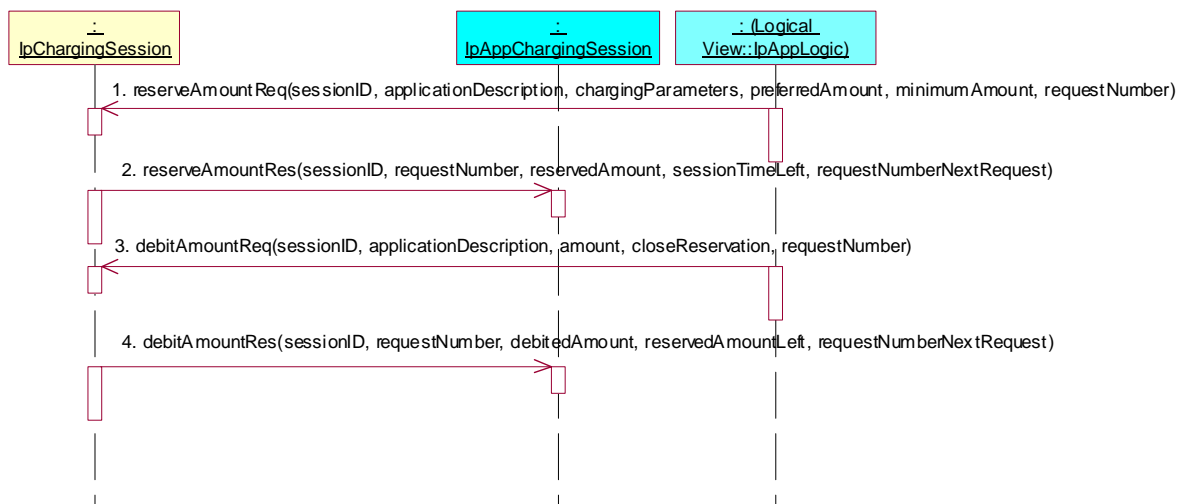 :
IpChargingSession
:
IpAppChargingSession
: (Logical
View::IpAppLogic)
1. reserveAmountReq(sessionID, applicationDescription, chargingParameters, preferredAmount, minimumAmount, requestNumber)
2. reserveAmountRes(sessionID, requestNumber, reservedAmount, sessionTimeLeft, requestNumberNextRequest)
3. debitAmountReq(sessionID, applicationDescription, amount, closeReservation, requestNumber)
4. debitAmountRes(sessionID, requestNumber, debitedAmount, reservedAmountLeft, requestNumberNextRequest)